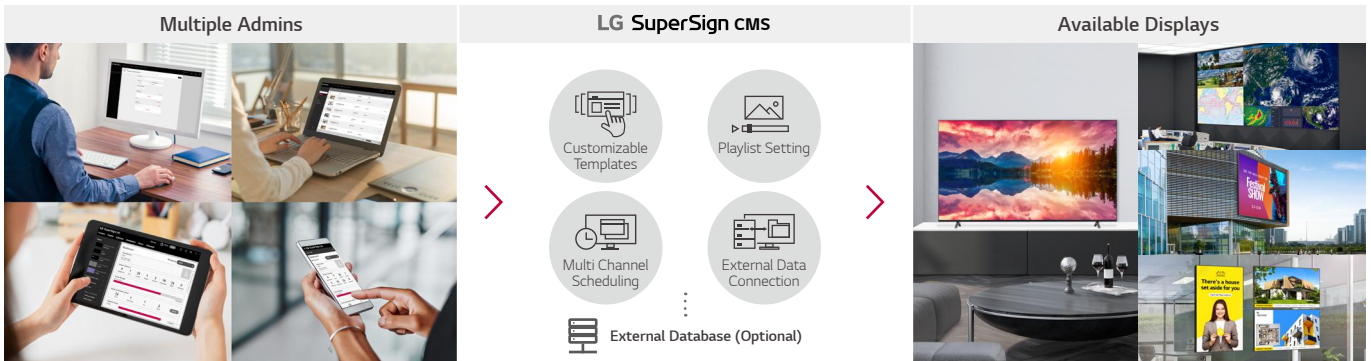 Multiple Admins
LG SuperSign CMS
Available Displays
Customizable
Templates
Playlist Setting
Multi Channel
Scheduling
External Data
Connection
External Database (Optional)
Festival
SHOW
There's a house
set aside for you